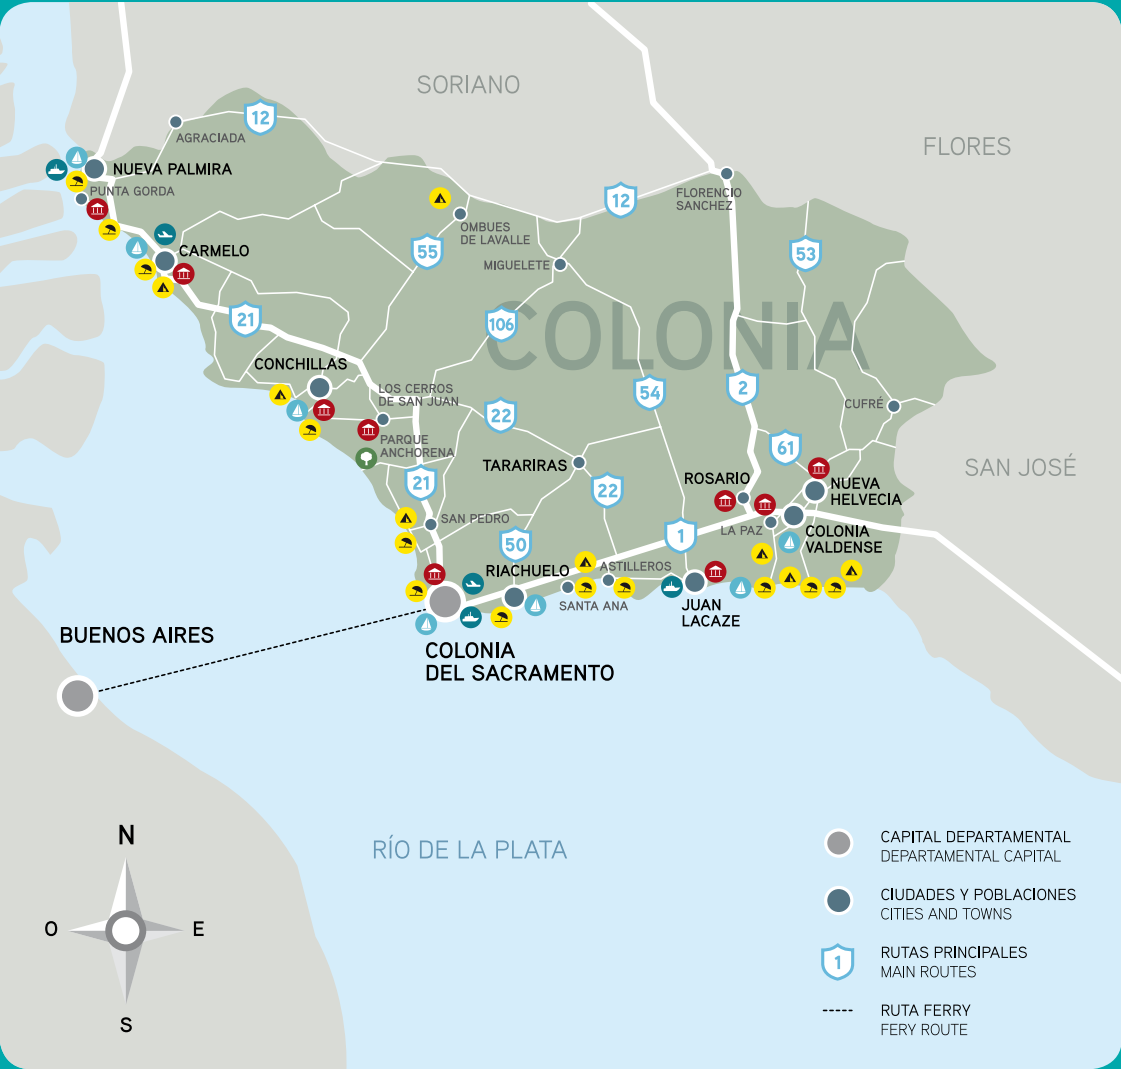 SORIANO
FLORES
12
AGRACIADA
NUEVA PALMIRA
PUNTA GORDA
12
FLORENCIO
SANCHEZ
OMBUES
DE LAVALLE
55
53
CARMELO
MIGUELETE
21
106
COLONIA
CONCHILLAS
LOS CERROS
DE SAN JUAN
54
2
CUFRÉ
22
PARQUE
ANCHORENA
61
SAN JOSÉ
TARARIRAS
ROSARIO
21
22
NUEVA
HELVECIA
SAN PEDRO
LA PAZ
COLONIA
VALDENSE
50
1
RIACHUELO
ASTILLEROS
SANTA ANA
JUAN
LACAZE
BUENOS AIRES
COLONIA
DEL SACRAMENTO
RÍO DE LA PLATA
N
O
E
S
CAPITAL DEPARTAMENTAL
DEPARTAMENTAL CAPITAL
CIUDADES Y POBLACIONES
CITIES AND TOWNS
1
RUTAS PRINCIPALES
MAIN ROUTES
RUTA FERRY
FERY ROUTE